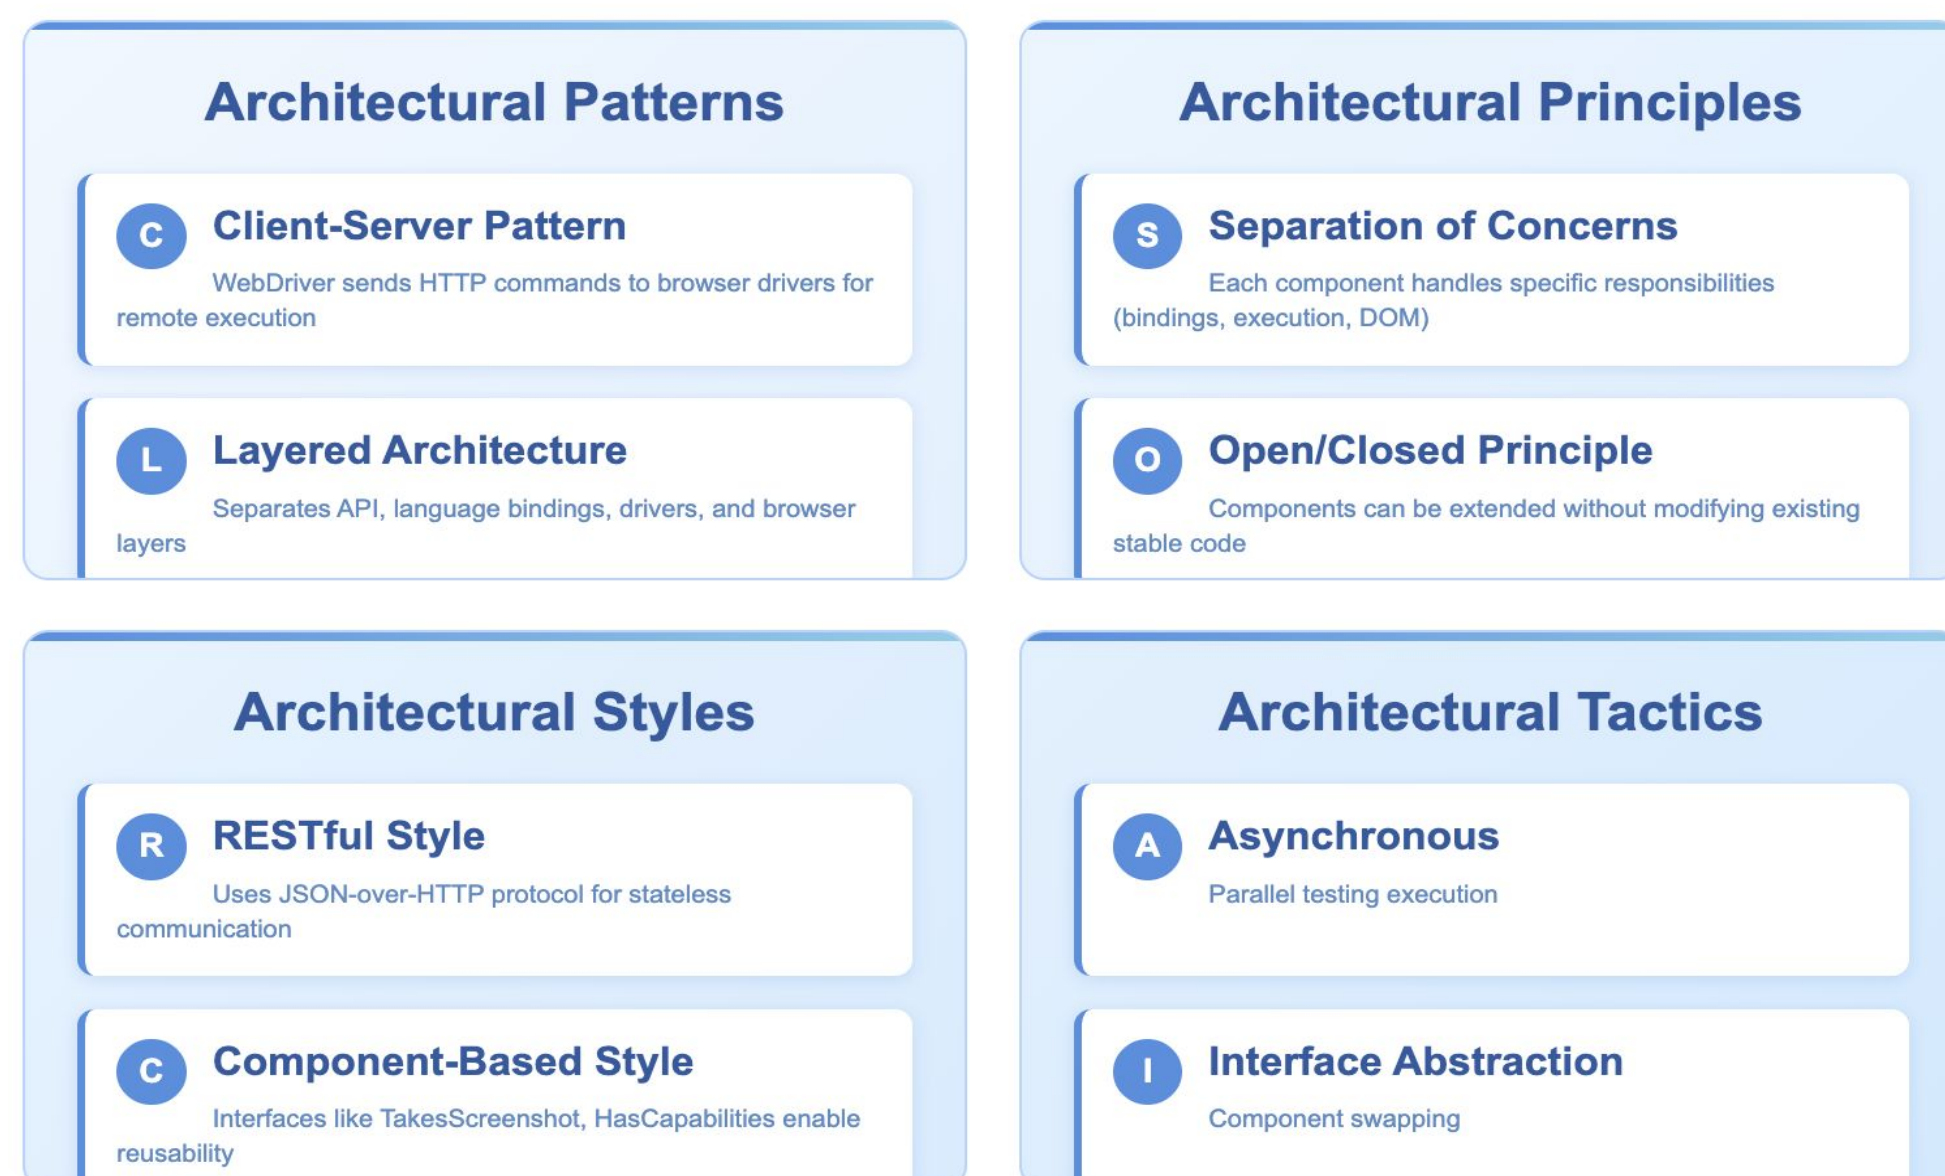 Architectural Patterns
C
Client-Server Pattern
WebDriver sends HTTP commands to browser drivers for
remote execution
L
Layered Architecture
Separates API, language bindings, drivers, and browser
layers
Architectural Principles
S
Separation of Concerns
Each component handles specific responsibilities
(bindings, execution, DOM)
O
Open/Closed Principle
Components can be extended without modifying existing
stable code
Architectural Styles
R
RESTful Style
Uses JSON-over-HTTP protocol for stateless
communication
C
Component-Based Style
Interfaces like TakesScreenshot, HasCapabilities enable
reusability
Architectural Tactics
A
Asynchronous
Parallel testing execution
I
Interface Abstraction
Component swapping